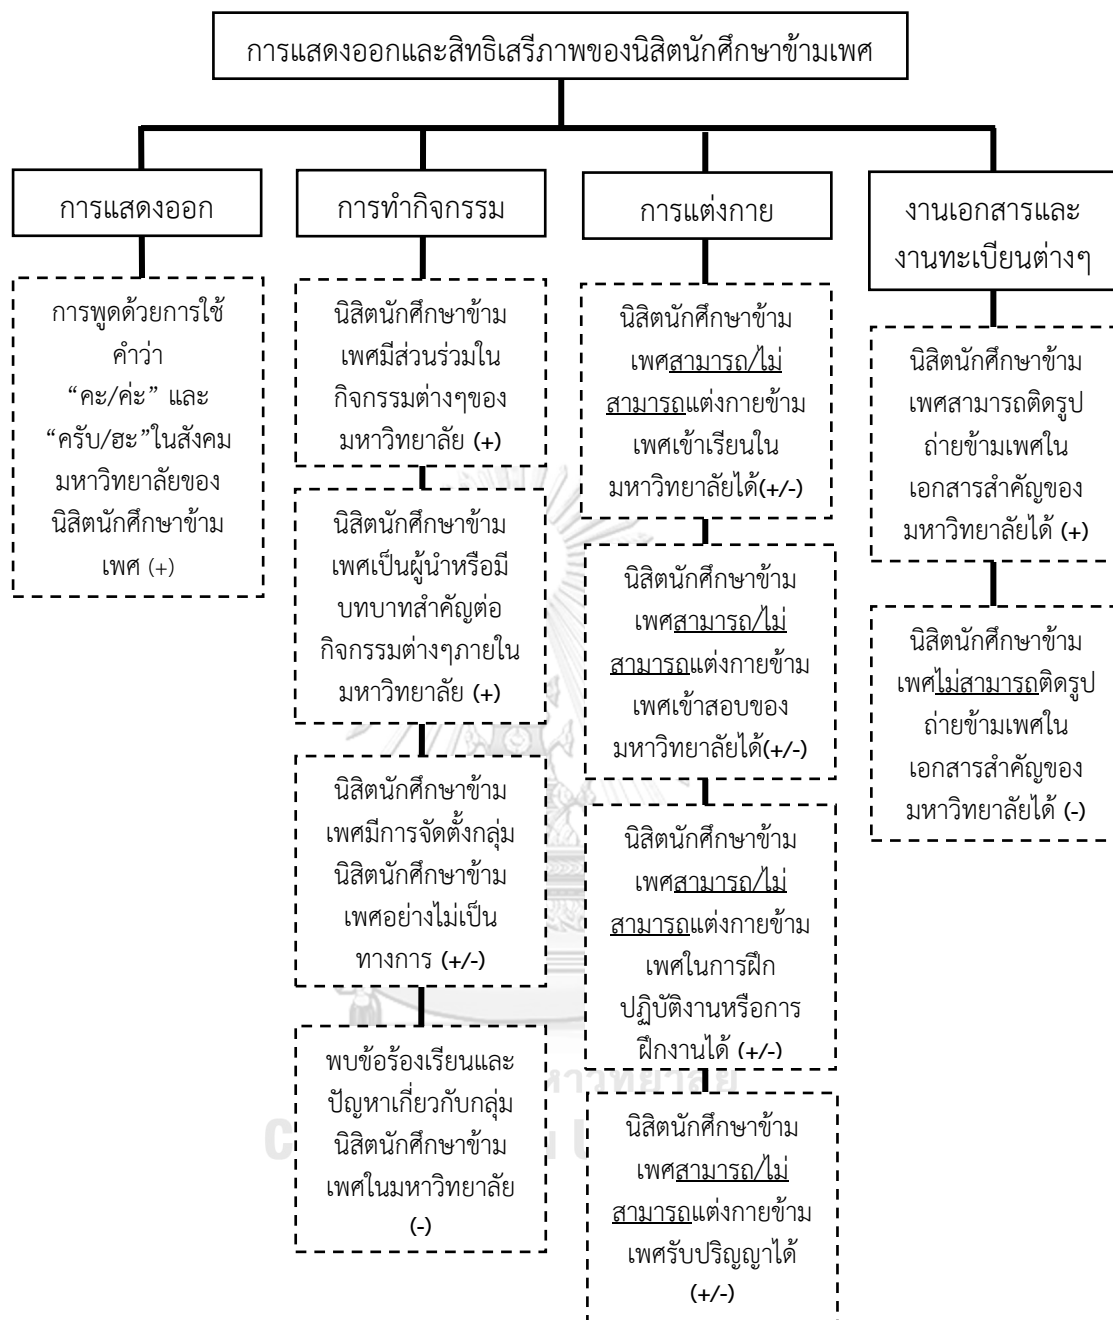 การแสดงออกและสิทธิเสรีภาพของนิสิตนักศึกษาข้ามเพศ
การแสดงออก
การพูดด้วยการใช้
คำว่า
“คะ/ค่ะ” และ
“ครับ/ฮะ”ในสังคม
มหาวิทยาลัยของ
นิสิตนักศึกษาข้าม
เพศ (+)
การทำกิจกรรม
นิสิตนักศึกษาข้าม
เพศมีส่วนร่วมใน
กิจกรรมต่างๆของ
มหาวิทยาลัย (+)
นิสิตนักศึกษาข้าม
เพศเป็นผู้นำหรือมี
บทบาทสำคัญต่อ
กิจกรรมต่างๆภายใน
มหาวิทยาลัย (+)
นิสิตนักศึกษาข้าม
เพศมีการจัดตั้งกลุ่ม
นิสิตนักศึกษาข้าม
เพศอย่างไม่เป็น
ทางการ (+/-)
พบข้อร้องเรียนและ
ปัญหาเกี่ยวกับกลุ่ม
นิสิตนักศึกษาข้าม
เพศในมหาวิทยาลัย
(-)
การแต่งกาย
นิสิตนักศึกษาข้าม
เพศสามารถ/ไม่
สามารถแต่งกายข้าม
เพศเข้าเรียนใน
มหาวิทยาลัยได้(+/-)
นิสิตนักศึกษาข้าม
เพศสามารถ/ไม่
สามารถแต่งกายข้าม
เพศเข้าสอบของ
มหาวิทยาลัยได้(+/-)
นิสิตนักศึกษาข้าม
เพศสามารถ/ไม่
สามารถแต่งกายข้าม
เพศในการฝึก
ปฏิบัติงานหรือการ
ฝึกงานได้ (+/-)
นิสิตนักศึกษาข้าม
เพศสามารถ/ไม่
สามารถแต่งกายข้าม
เพศรับปริญญาได้
(+/-)
งานเอกสารและ
งานทะเบียนต่างๆ
นิสิตนักศึกษาข้าม
เพศสามารถติดรูป
ถ่ายข้ามเพศใน
เอกสารสำคัญของ
มหาวิทยาลัยได้ (+)
นิสิตนักศึกษาข้าม
เพศไม่สามารถติดรูป
ถ่ายข้ามเพศใน
เอกสารสำคัญของ
มหาวิทยาลัยได้ (-)